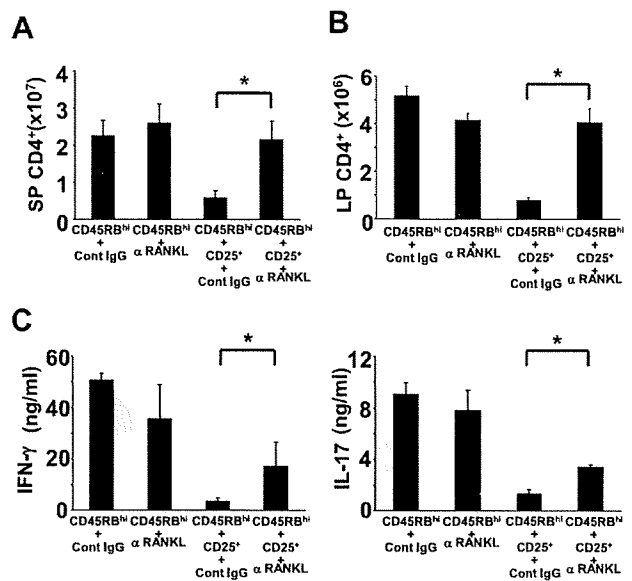 A
SP CD4⁺(x10⁷)
4
3
2
1
0
*
CD45RBʰⁱ
+
Cont IgG
CD45RBʰⁱ
+
α RANKL
CD45RBʰⁱ
+
CD25⁺
+
Cont IgG
CD45RBʰⁱ
+
CD25⁺
+
α RANKL
B
LP CD4⁺ (x10⁶)
6
4
2
0
*
CD45RBʰⁱ
+
Cont IgG
CD45RBʰⁱ
+
α RANKL
CD45RBʰⁱ
+
CD25⁺
+
Cont IgG
CD45RBʰⁱ
+
CD25⁺
+
α RANKL
C
IFN-γ (ng/ml)
60
40
20
0
*
CD45RBʰⁱ
+
Cont IgG
CD45RBʰⁱ
+
α RANKL
CD45RBʰⁱ
+
CD25⁺
+
Cont IgG
CD45RBʰⁱ
+
CD25⁺
+
α RANKL
IL-17 (ng/ml)
12
8
4
0
*
CD45RBʰⁱ
+
Cont IgG
CD45RBʰⁱ
+
α RANKL
CD45RBʰⁱ
+
CD25⁺
+
Cont IgG
CD45RBʰⁱ
+
CD25⁺
+
α RANKL